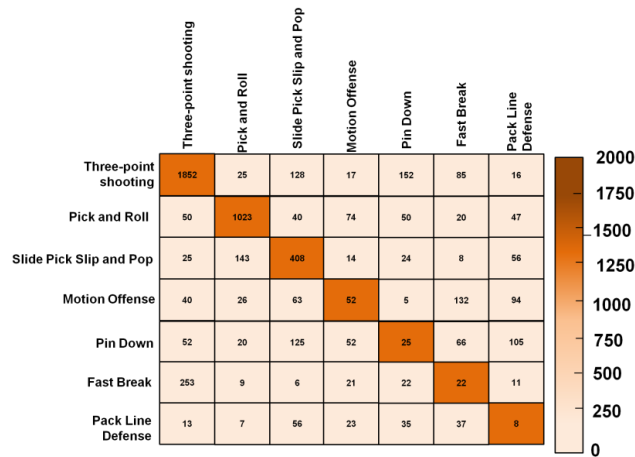 Three-point shooting
Pick and Roll
Slide Pick Slip and Pop
Motion Offense
Pin Down
Fast Break
Pack Line
Defense
Three-point
shooting
1852 25 128 17 152 85 16
Pick and Roll
50 1023 40 74 50 20 47
Slide Pick Slip and Pop
25 143 408 14 24 8 56
Motion Offense
40 26 63 52 5 132 94
Pin Down
52 20 125 52 25 66 105
Fast Break
253 9 6 21 22 22 11
Pack Line
Defense
13 7 56 23 35 37 8
2000
1750
1500
1250
1000
750
500
250
0